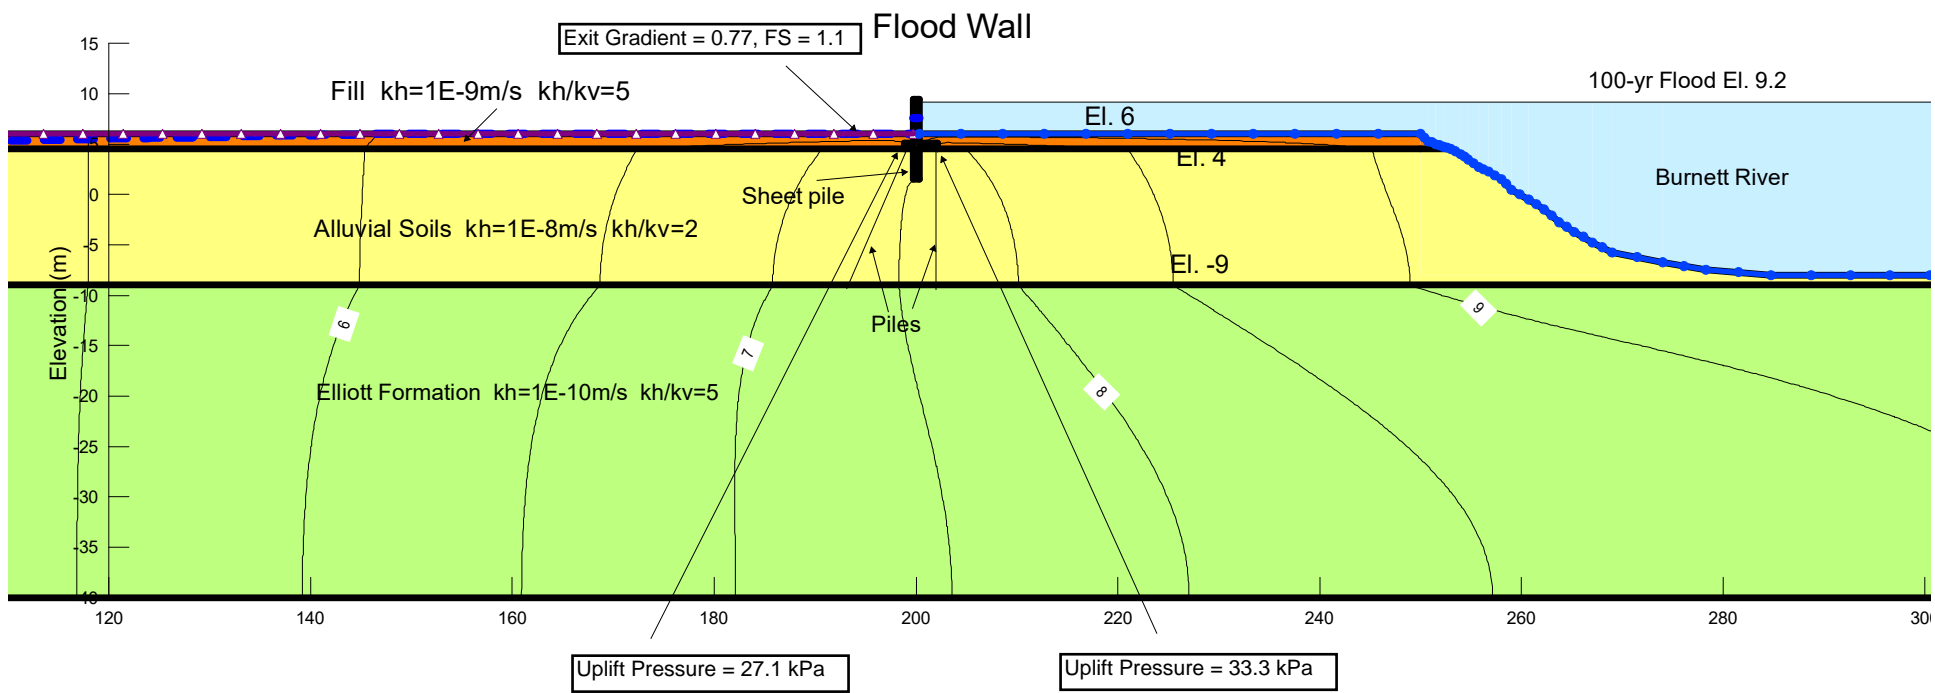 Flood Wall
Exit Gradient = 0.77, FS = 1.1
15
10
5
0
-5
-10
-15
-20
-25
-30
-35
-40
Elevation (m)
Fill kh=1E-9m/s kh/kv=5
100-yr Flood El. 9.2
El. 6
El. 4
Burnett River
Sheet pile
Alluvial Soils kh=1E-8m/s kh/kv=2
El. -9
Piles
6
7
8
9
Elliott Formation kh=1E-10m/s kh/kv=5
120 140 160 180 200 220 240 260 280 300
Uplift Pressure = 27.1 kPa
Uplift Pressure = 33.3 kPa